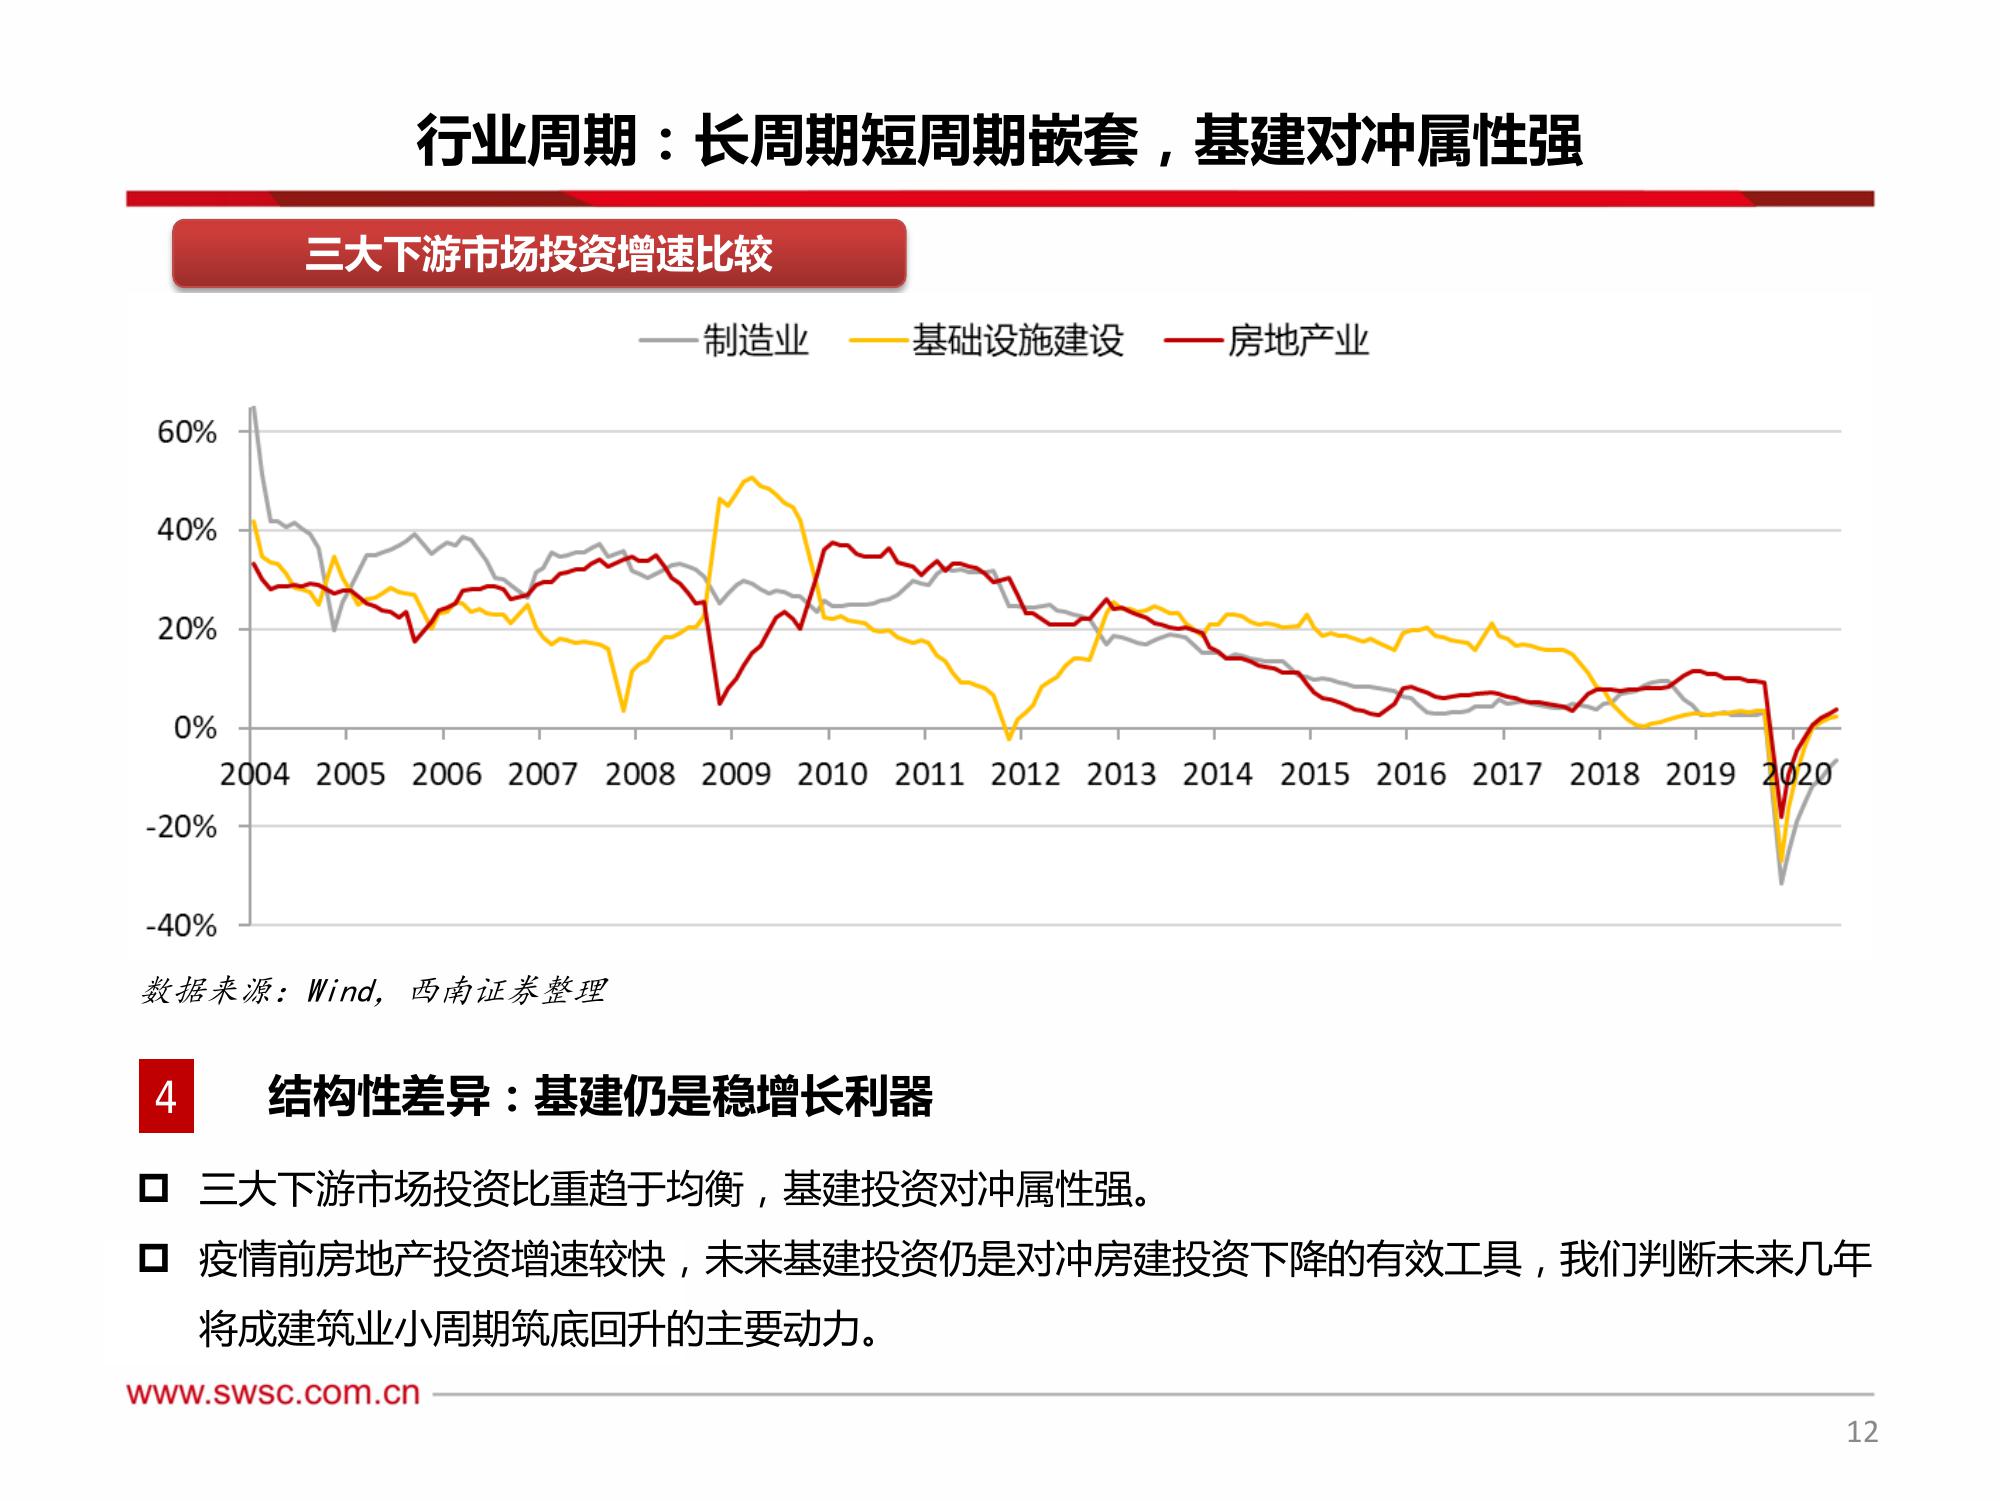 行业周期：长周期短周期嵌套，基建对冲属性强
三大下游市场投资增速比较
制造业 基础设施建设 房地产业
60%
40%
20%
0%
2004 2005 2006 2007 2008 2009 2010 2011 2012 2013 2014 2015 2016 2017 2018 2019 2020
-20%
-40%
数据来源：Wind，西南证券整理
4 结构性差异：基建仍是稳增长利器
三大下游市场投资比重趋于均衡，基建投资对冲属性强。
疫情前房地产投资增速较快，未来基建投资仍是对冲房建投资下降的有效工具，我们判断未来几年
将成建筑业小周期筑底回升的主要动力。
www.swsc.com.cn
12